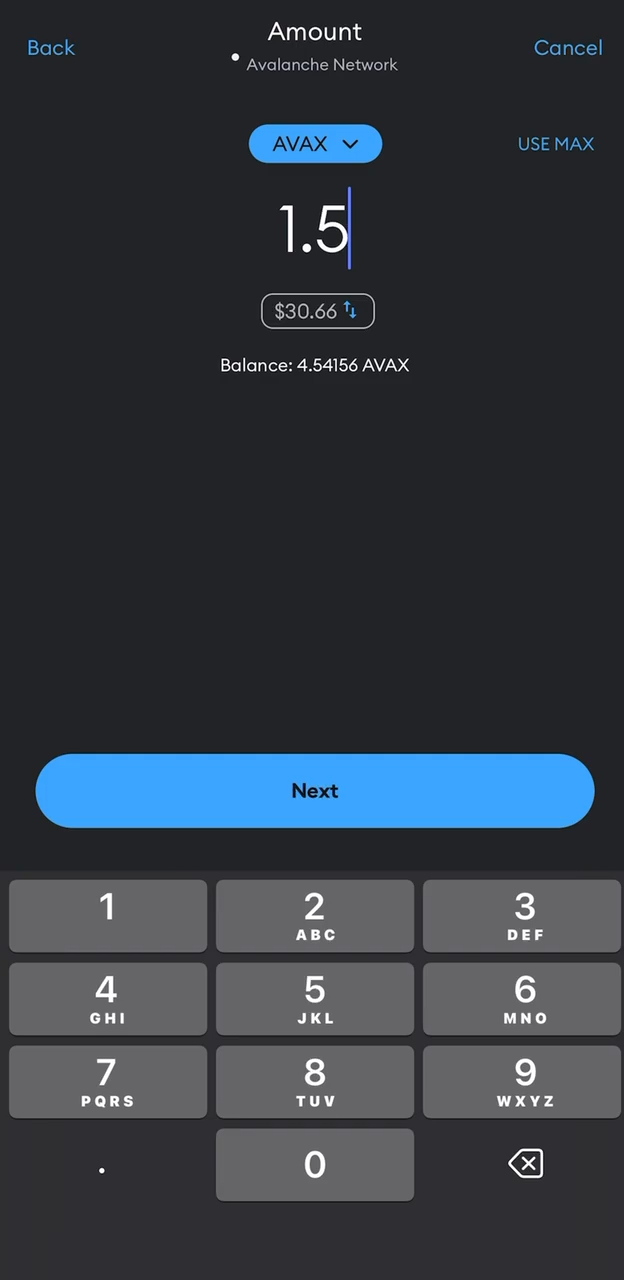 Amount
Back
Avalanche Network
Cancel
AVAX
USE MAX
1.5
$30.66
Balance: 4.54156 AVAX
Next
1
2
ABC
3
DEF
4
GHI
5
JKL
6
MNO
7
PQRS
8
TUV
9
WXYZ
.
0